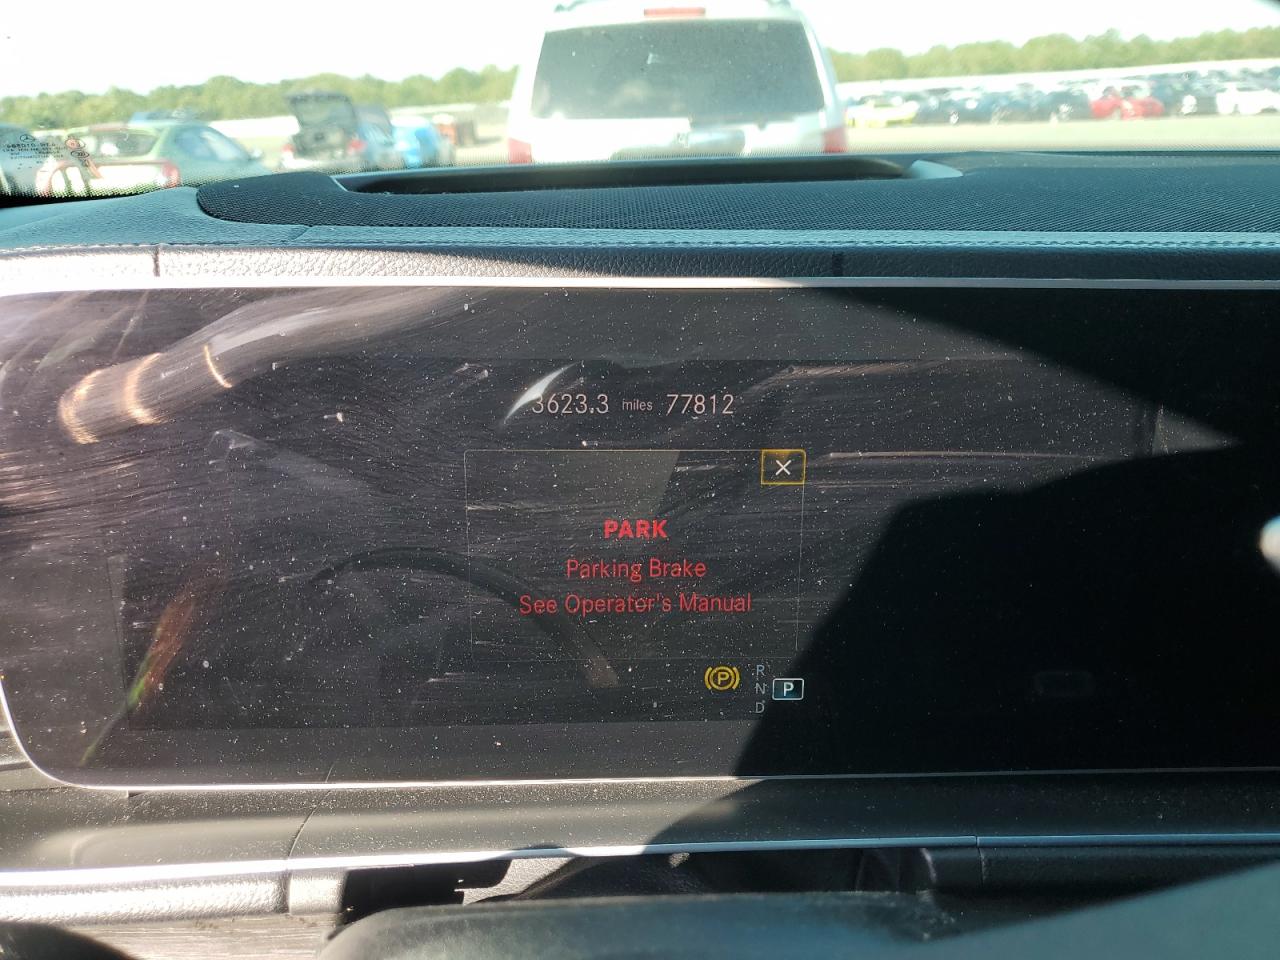 3623.3 miles 77812
X
PARK
Parking Brake
See Operator's Manual
P
R
N P
D